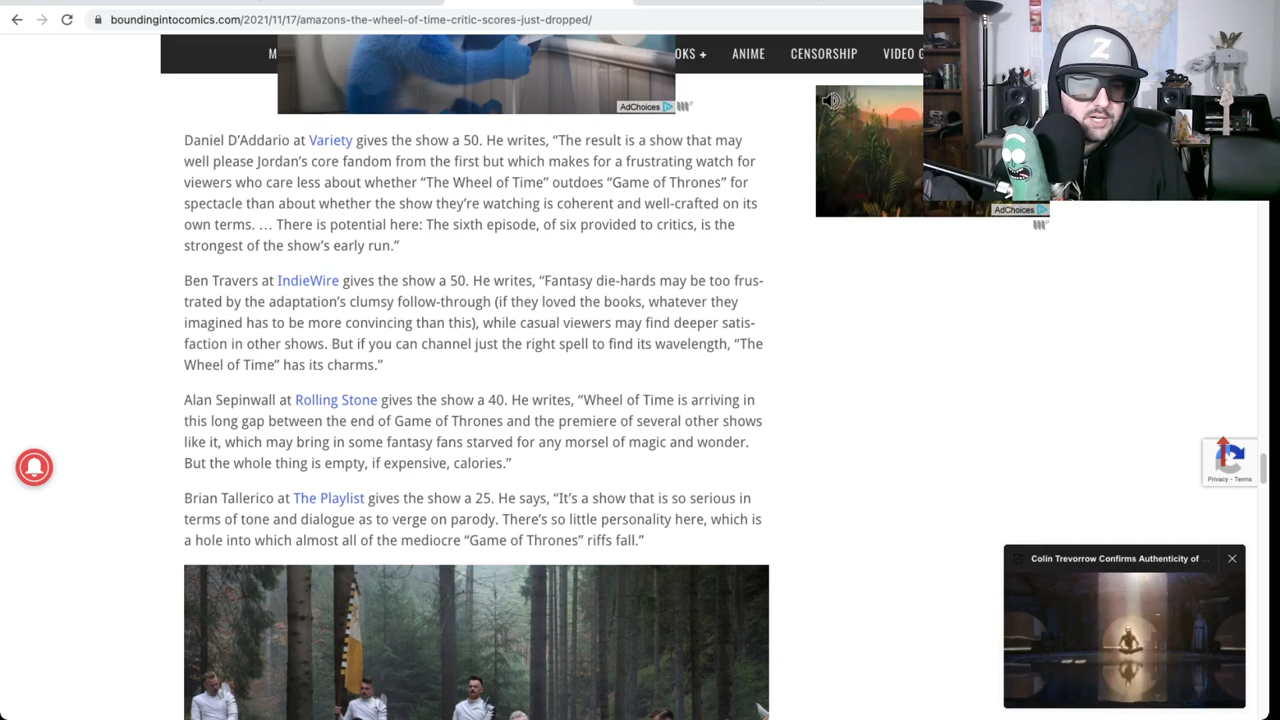 boundingintocomics.com/2021/11/17/amazons-the-wheel-of-time-critic-scores-just-dropped/
M
OKS +
ANIME
CENSORSHIP
VIDEO G
Z
AdChoices
Daniel D’Addario at Variety gives the show a 50. He writes, “The result is a show that may
well please Jordan’s core fandom from the first but which makes for a frustrating watch for
viewers who care less about whether “The Wheel of Time” outdoes “Game of Thrones” for
spectacle than about whether the show they’re watching is coherent and well-crafted on its
own terms. … There is potential here: The sixth episode, of six provided to critics, is the
strongest of the show’s early run.”
AdChoices
Ben Travers at IndieWire gives the show a 50. He writes, “Fantasy die-hards may be too frus-
trated by the adaptation’s clumsy follow-through (if they loved the books, whatever they
imagined has to be more convincing than this), while casual viewers may find deeper satis-
faction in other shows. But if you can channel just the right spell to find its wavelength, “The
Wheel of Time” has its charms.”
Alan Sepinwall at Rolling Stone gives the show a 40. He writes, “Wheel of Time is arriving in
this long gap between the end of Game of Thrones and the premiere of several other shows
like it, which may bring in some fantasy fans starved for any morsel of magic and wonder.
But the whole thing is empty, if expensive, calories.”
Privacy - Terms
Brian Tallerico at The Playlist gives the show a 25. He says, “It’s a show that is so serious in
terms of tone and dialogue as to verge on parody. There’s so little personality here, which is
a hole into which almost all of the mediocre “Game of Thrones” riffs fall.”
Colin Trevorrow Confirms Authenticity of ...